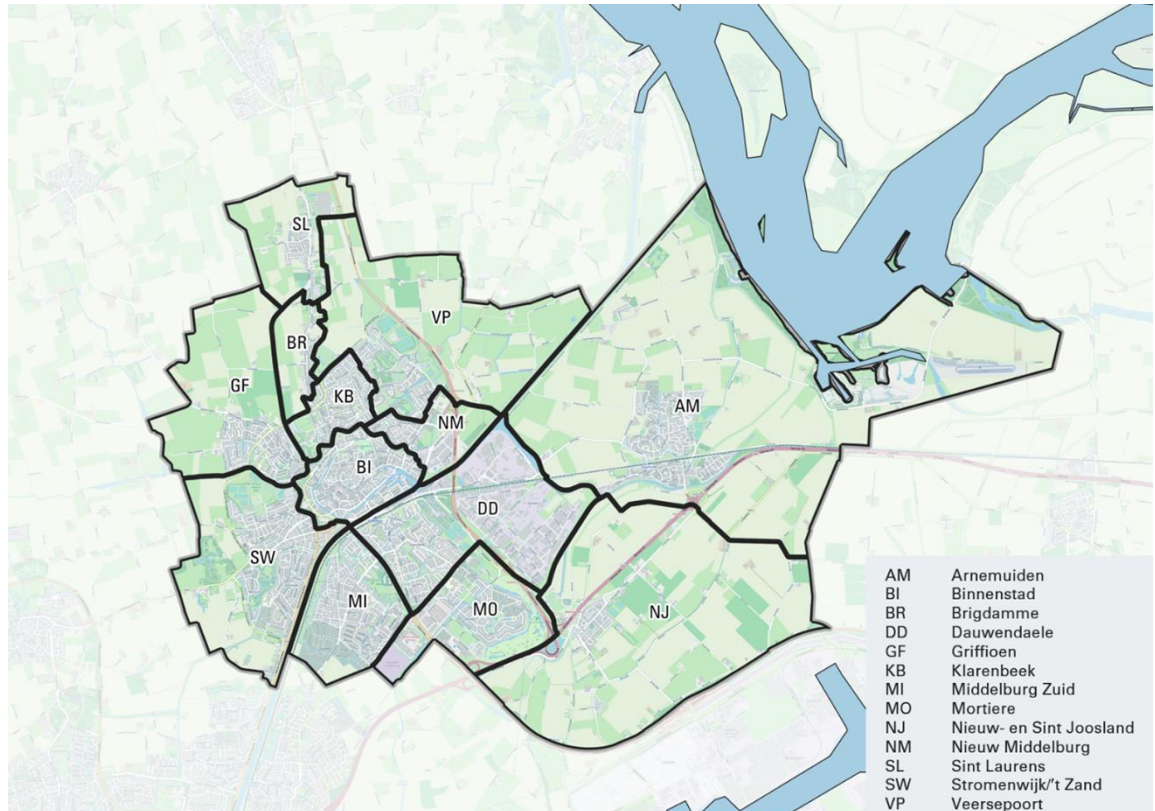 SL
VP
BR
GF
KB
AM
NM
BI
DD
SW
MI
MO
NJ
AM Arnemuiden
BI Binnenstad
BR Brigdamme
DD Dauwendaele
GF Griffioen
KB Klarenbeek
MI Middelburg Zuid
MO Mortiere
NJ Nieuw- en Sint Joosland
NM Nieuw Middelburg
SL Sint Laurens
SW Stromenwijk/'t Zand
VP Veersepoort